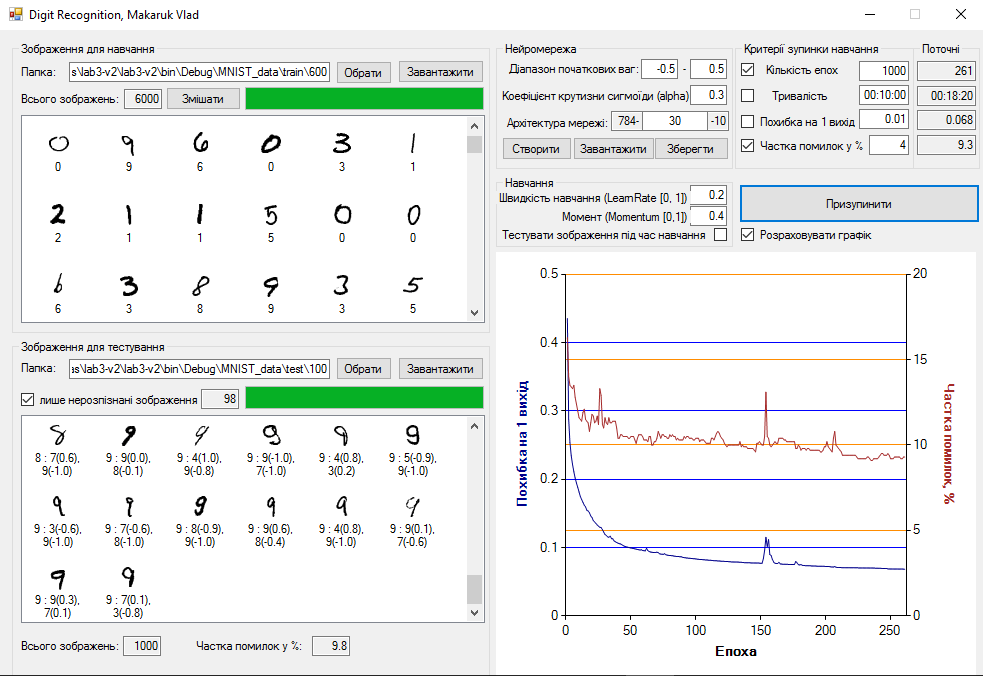 Digit Recognition, Makaruk Vlad
Зображення для навчання
Папка: s\lab3-v2\lab3-v2\bin\Debug\MNIST_data\train\600 Обрати Завантажити
Всього зображень: 6000 Змішати
0 9 6 0 3 1
0 9 6 0 3 1
2 1 1 5 0 0
2 1 1 5 0 0
6 3 8 9 3 5
6 3 8 9 3 5
Зображення для тестування
Папка: \lab3-v2\lab3-v2\bin\Debug\MNIST_data\test\100 Обрати Завантажити
лише нерозпізнані зображення 98
8 9 9 9 9 9
8 : 7(0.6), 9 : 9(0.0), 9 : 4(1.0), 9 : 9(-1.0), 9 : 4(0.8), 9 : 5(-0.9),
9(-1.0) 8(-0.1) 9(-0.8) 7(-1.0) 3(0.2) 9(-1.0)
9 9 9 9 9 9
9 : 3(-0.6), 9 : 7(-0.6), 9 : 8(-0.9), 9 : 9(0.6), 9 : 4(0.8), 9 : 9(0.1),
9(-1.0) 8(-1.0) 9(-1.0) 8(-0.4) 9(-1.0) 7(-0.6)
9 9
9 : 9(0.3), 9 : 7(0.1),
7(0.1) 3(-0.8)
Всього зображень: 1000 Частка помилок у %: 9.8
Нейромережа
Діапазон початкових ваг: -0.5 - 0.5
Коефіцієнт крутизни сигмоїди (alpha) 0.3
Архітектура мережі: 784- 30 -10
Створити Завантажити Зберегти
Критерії зупинки навчання Поточні
Кількість епох 1000 261
Тривалість 00:10:00 00:18:20
Похибка на 1 вихід 0.01 0.068
Частка помилок у % 4 9.3
Навчання
Швидкість навчання (LearnRate [0, 1]) 0.2
Момент (Momentum [0,1]) 0.4
Тестувати зображення під час навчання
Призупинити
Розраховувати графік
0.5
0.4
0.3
0.2
0.1
0
Похибка на 1 вихід
20
15
10
5
0
Частка помилок, %
0 50 100 150 200 250
Епоха